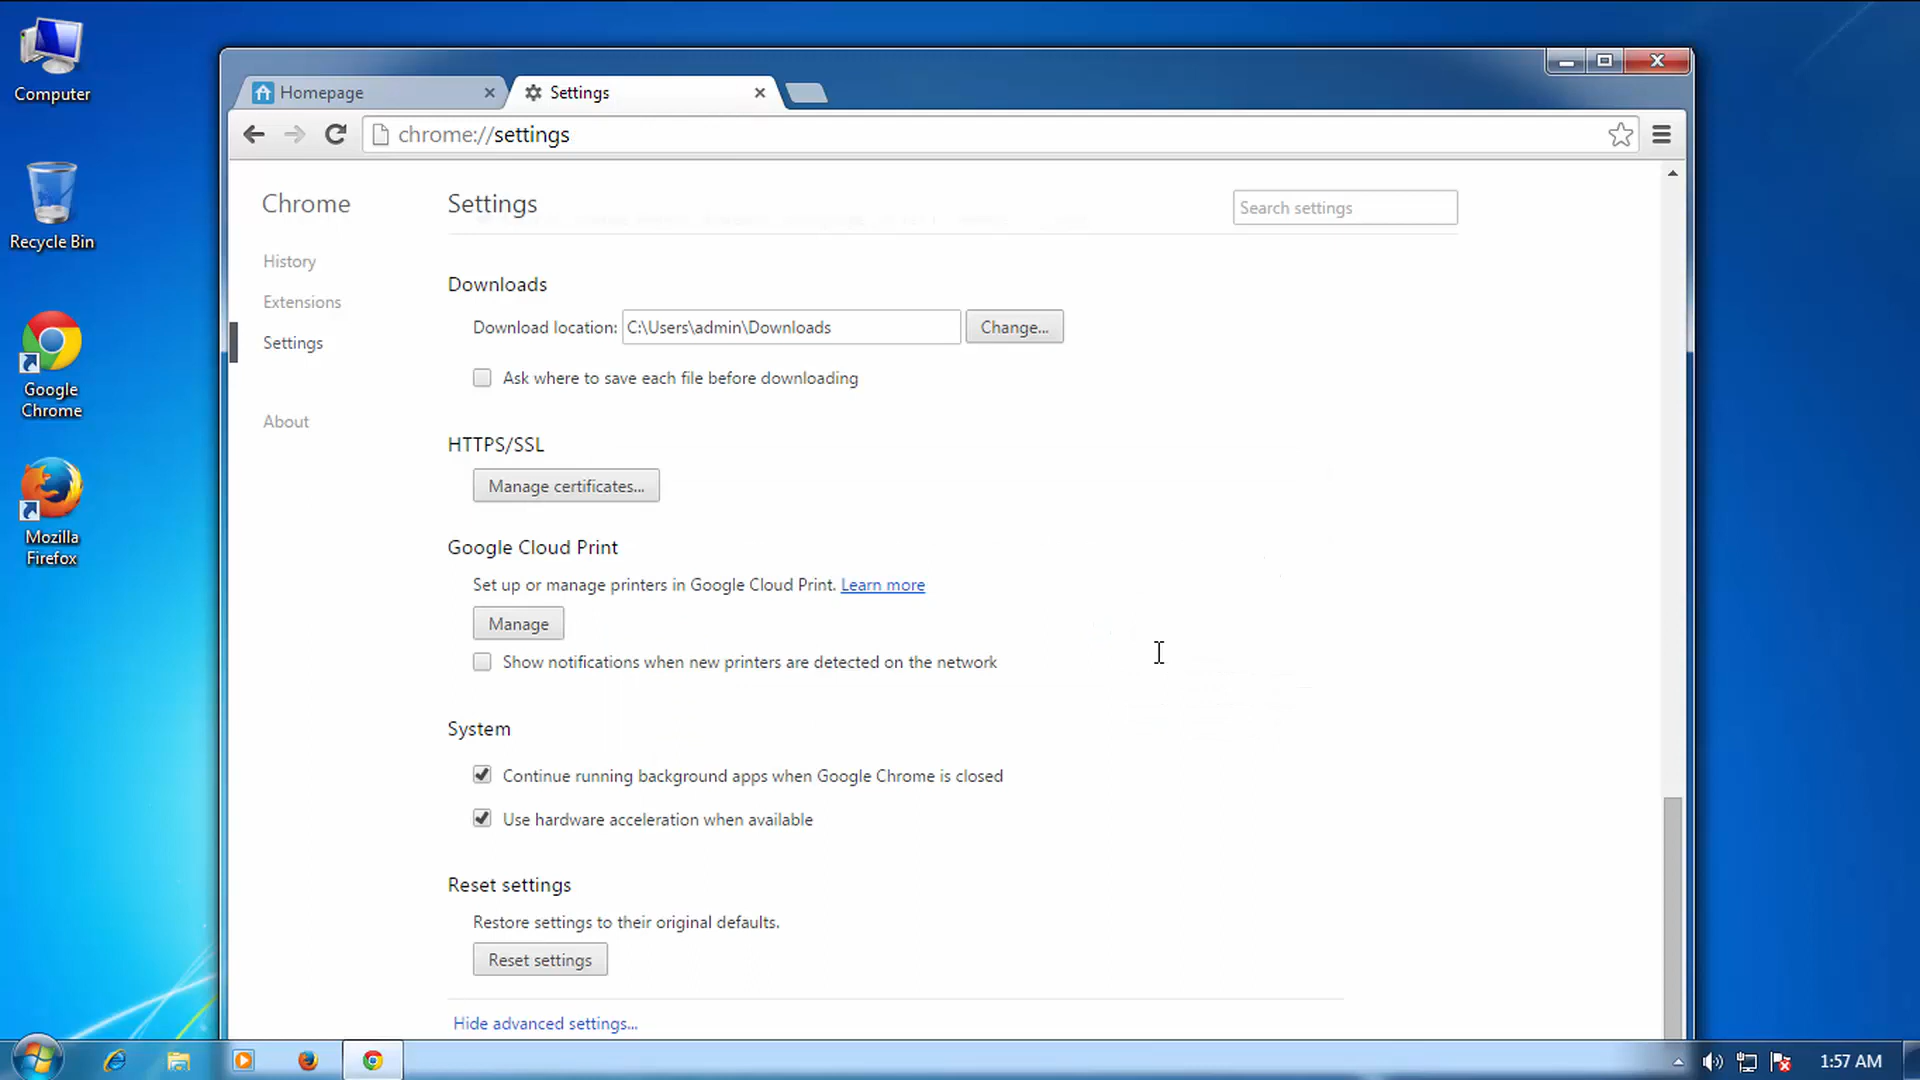 Computer
Recycle Bin
Google
Chrome
Mozilla
Firefox
Homepage
Settings
chrome://settings
Chrome
History
Extensions
Settings
About
Settings
Search settings
Downloads
Download location: C:\Users\admin\Downloads Change...
Ask where to save each file before downloading
HTTPS/SSL
Manage certificates...
Google Cloud Print
Set up or manage printers in Google Cloud Print. Learn more
Manage
Show notifications when new printers are detected on the network
System
Continue running background apps when Google Chrome is closed
Use hardware acceleration when available
Reset settings
Restore settings to their original defaults.
Reset settings
Hide advanced settings...
1:57 AM